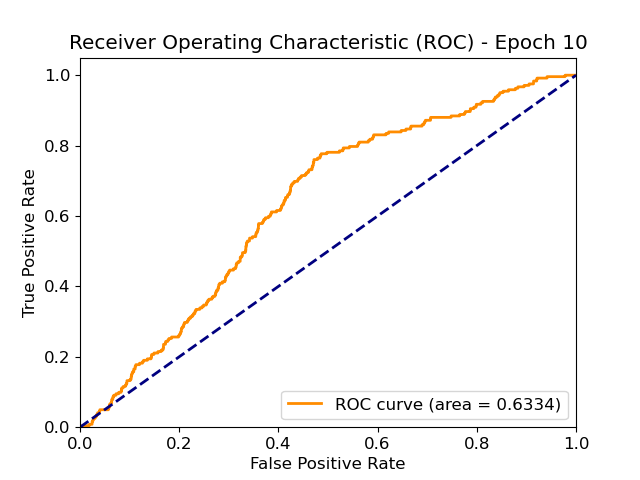 Receiver Operating Characteristic (ROC) - Epoch 10
1.0
0.8
0.6
0.4
0.2
0.0
True Positive Rate
ROC curve (area = 0.6334)
0.0 0.2 0.4 0.6 0.8 1.0
False Positive Rate